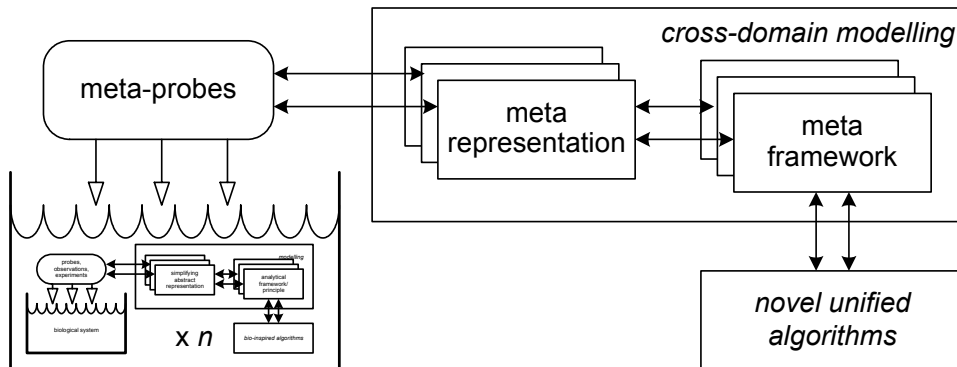 cross-domain modelling
meta-probes
meta
representation
meta
framework
modelling
probes,
observations,
experiments
simplifying
abstract
representation
analytical
framework/
principle
biological system
x n
bio-inspired algorithms
novel unified
algorithms